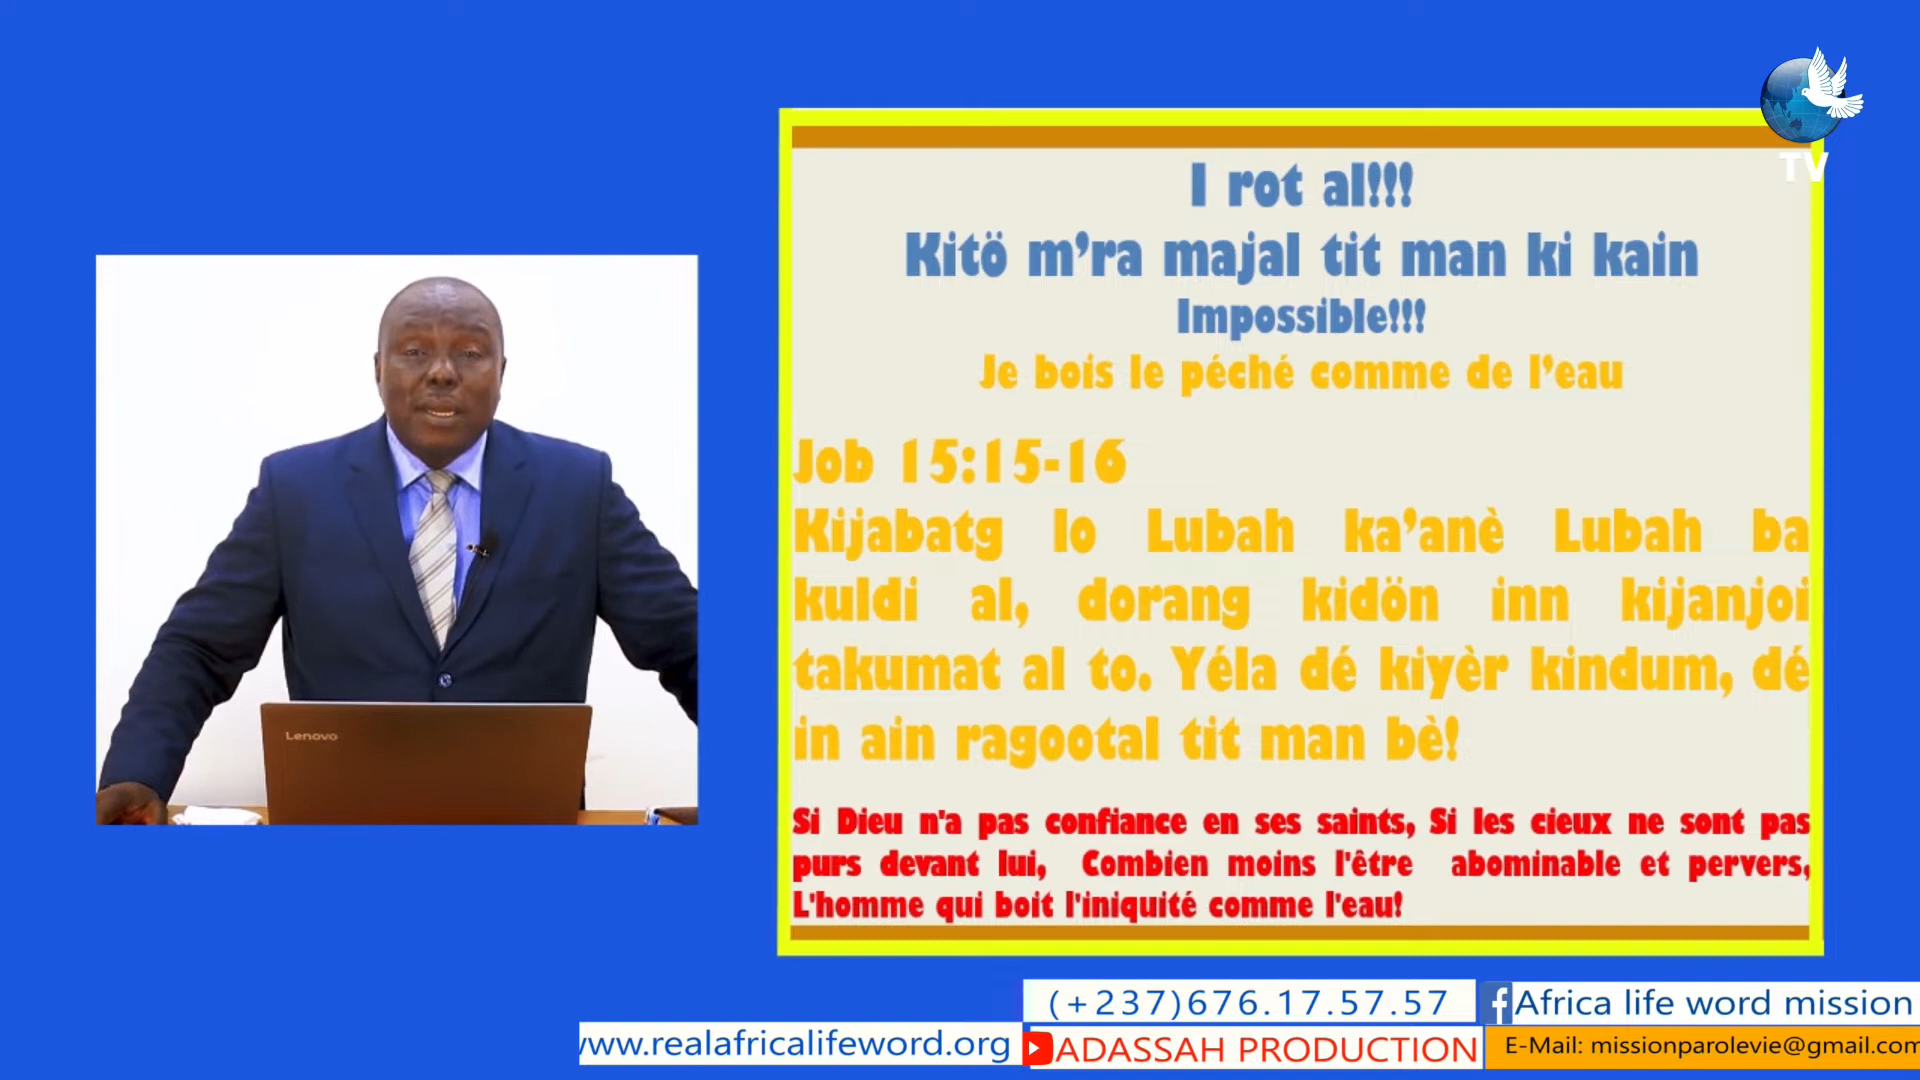 TV
I rot al!!!
Kitö m’ra majal tit man ki kain
Impossible!!!
Je bois le péché comme de l’eau
Job 15:15-16
Kijabatg lo Lubah ka’anè Lubah ba
kuldi al, dorang kidön inn kijanjoi
takumat al to. Yéla dé kiyèr kindum, dé
in ain ragootal tit man bè!
Si Dieu n'a pas confiance en ses saints, Si les cieux ne sont pas
purs devant lui, Combien moins l'être abominable et pervers,
L'homme qui boit l'iniquité comme l'eau!
Lenovo
(+237)676.17.57.57
Africa life word mission
www.realafricalifeword.org
ADASSAH PRODUCTION
E-Mail: missionparolevie@gmail.com